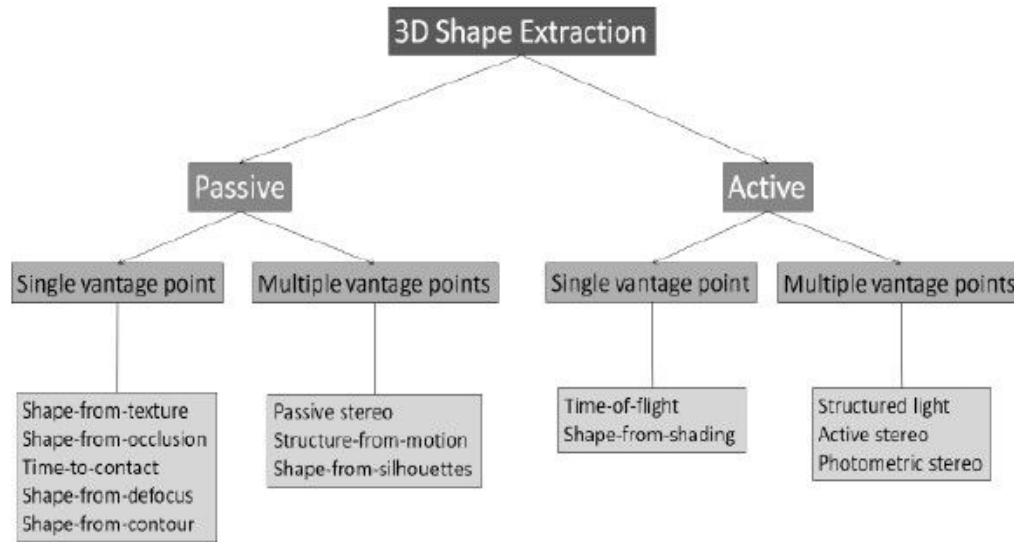 3D Shape Extraction
Passive
Active
Single vantage point
Multiple vantage points
Single vantage point
Multiple vantage points
Shape-from-texture
Shape-from-occlusion
Time-to-contact
Shape-from-defocus
Shape-from-contour
Passive stereo
Structure-from-motion
Shape-from-silhouettes
Time-of-flight
Shape-from-shading
Structured light
Active stereo
Photometric stereo